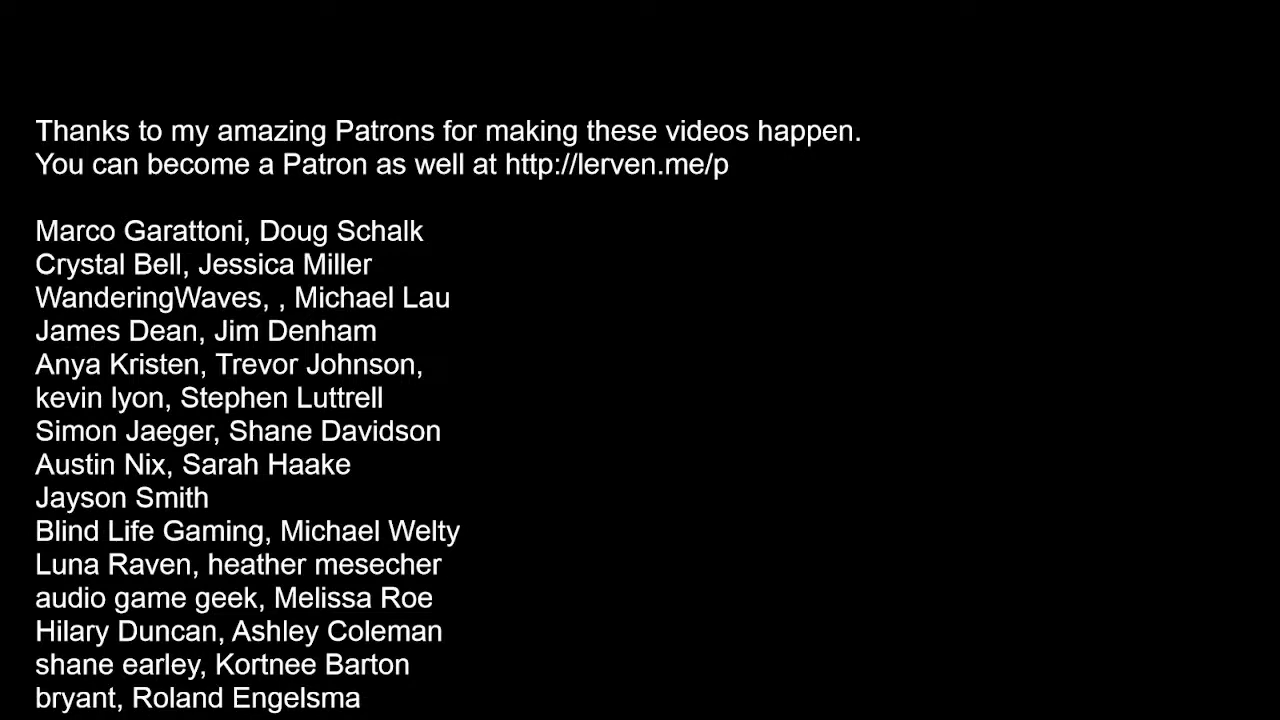 Thanks to my amazing Patrons for making these videos happen.
You can become a Patron as well at http://lerven.me/p
Marco Garattoni, Doug Schalk
Crystal Bell, Jessica Miller
WanderingWaves, , Michael Lau
James Dean, Jim Denham
Anya Kristen, Trevor Johnson,
kevin lyon, Stephen Luttrell
Simon Jaeger, Shane Davidson
Austin Nix, Sarah Haake
Jayson Smith
Blind Life Gaming, Michael Welty
Luna Raven, heather mesecher
audio game geek, Melissa Roe
Hilary Duncan, Ashley Coleman
shane earley, Kortnee Barton
bryant, Roland Engelsma